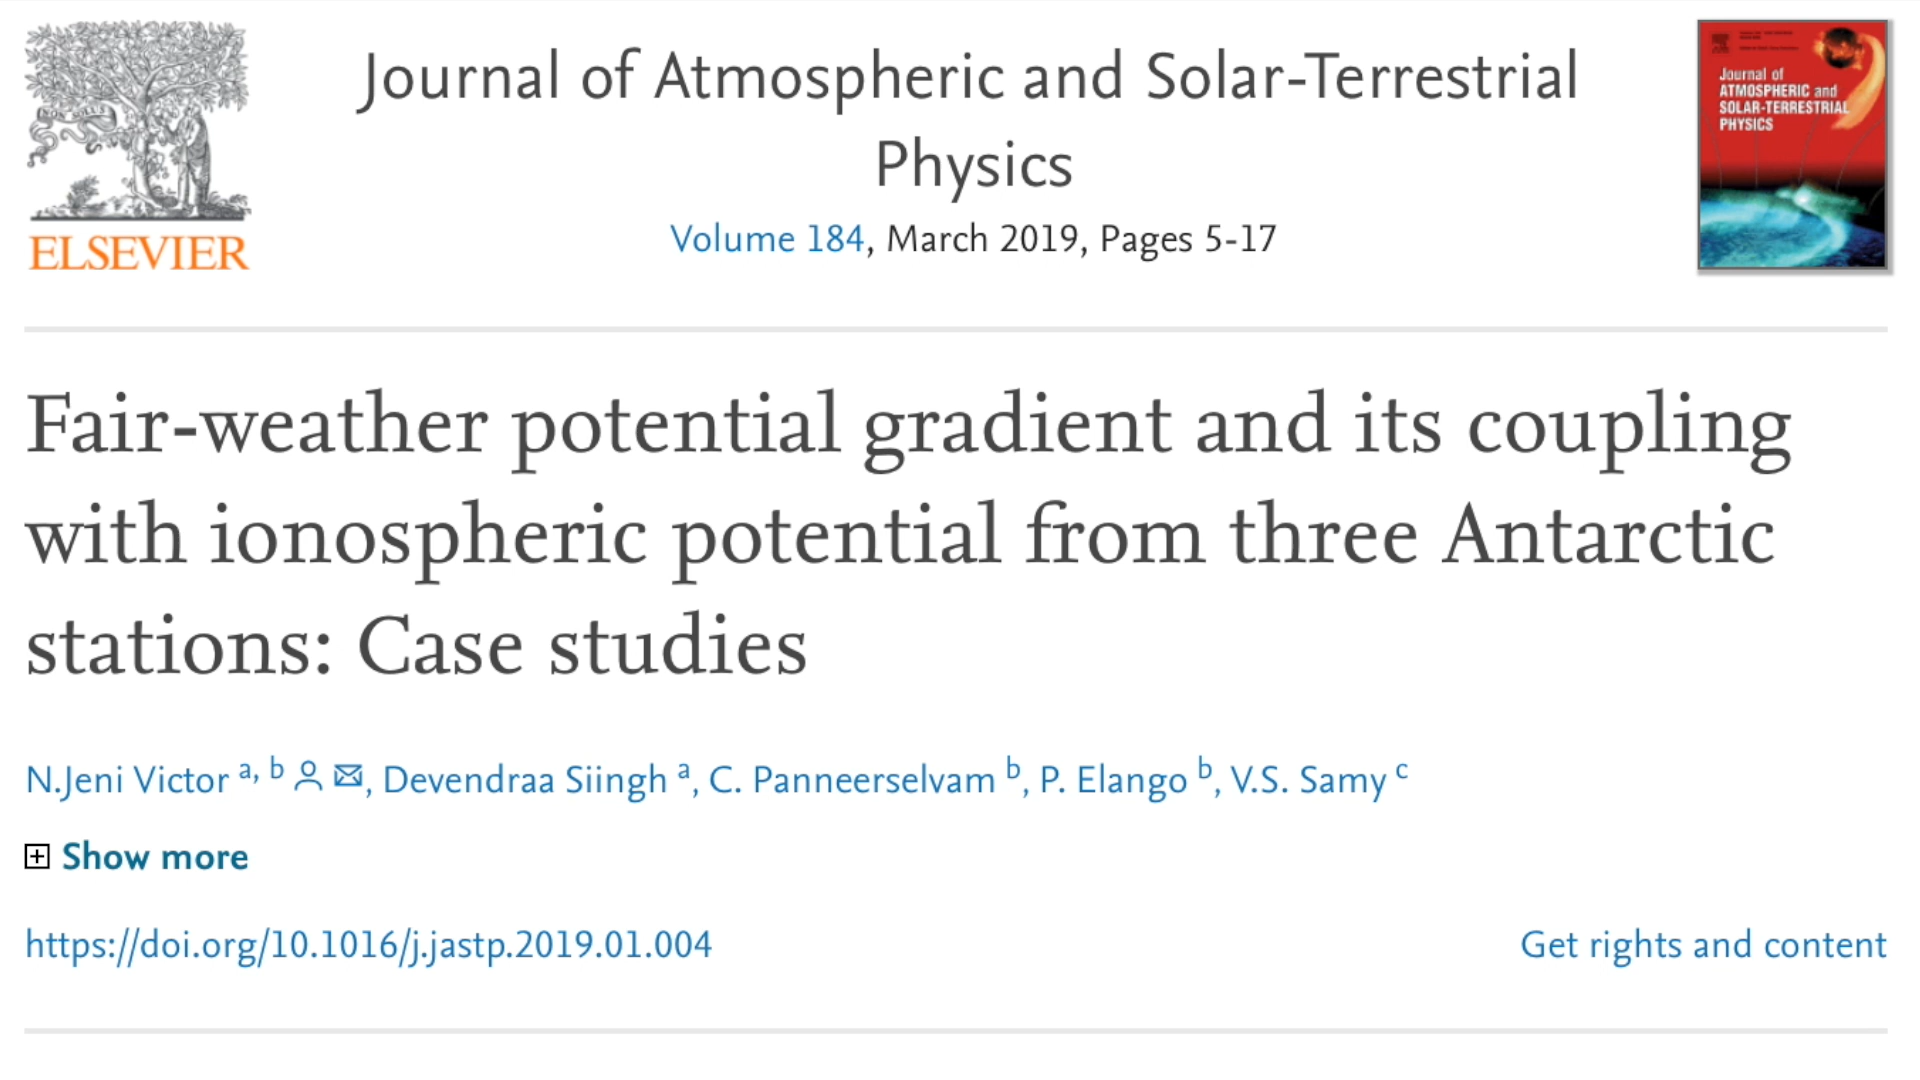 Journal of Atmospheric and Solar-Terrestrial
Physics
Volume 184, March 2019, Pages 5-17
NON SOLUS
ELSEVIER
Journal of
ATMOSPHERIC and
SOLAR-TERRESTRIAL
PHYSICS
Fair-weather potential gradient and its coupling
with ionospheric potential from three Antarctic
stations: Case studies
N.Jeni Victor a, b, Devendraa Siingh a, C. Panneerselvam b, P. Elango b, V.S. Samy c
Show more
https://doi.org/10.1016/j.jastp.2019.01.004
Get rights and content